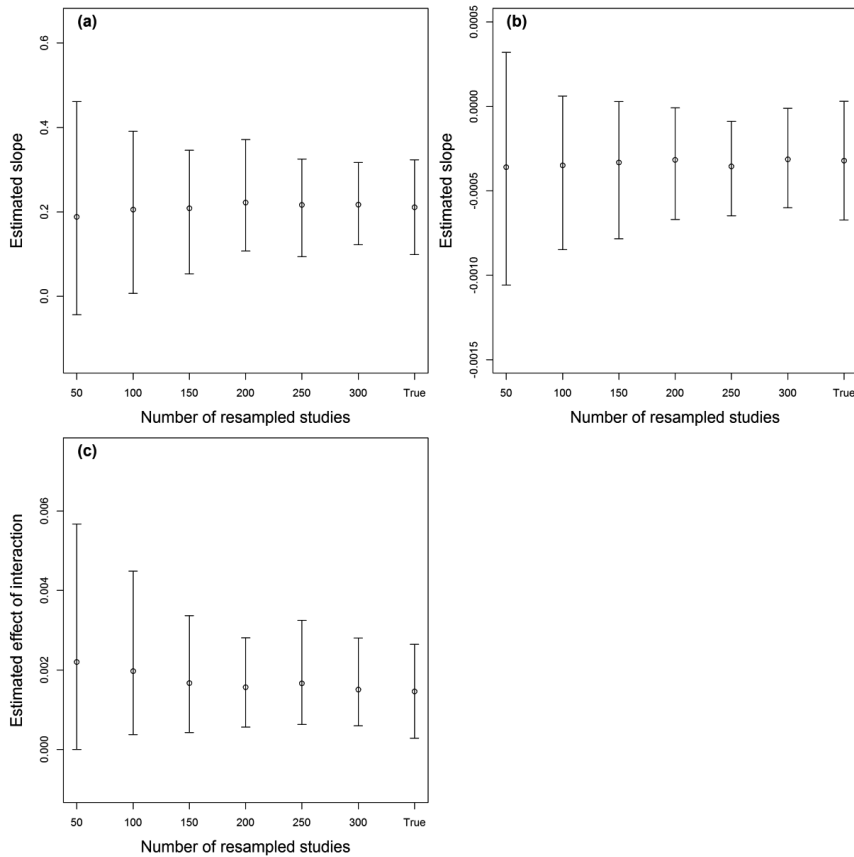 (a)
Estimated slope
0.6
0.4
0.2
0.0
50 100 150 200 250 300 True
Number of resampled studies
(b)
Estimated slope
0.0005
0.0000
-0.0005
-0.0010
-0.0015
50 100 150 200 250 300 True
Number of resampled studies
(c)
Estimated effect of interaction
0.006
0.004
0.002
0.000
50 100 150 200 250 300 True
Number of resampled studies